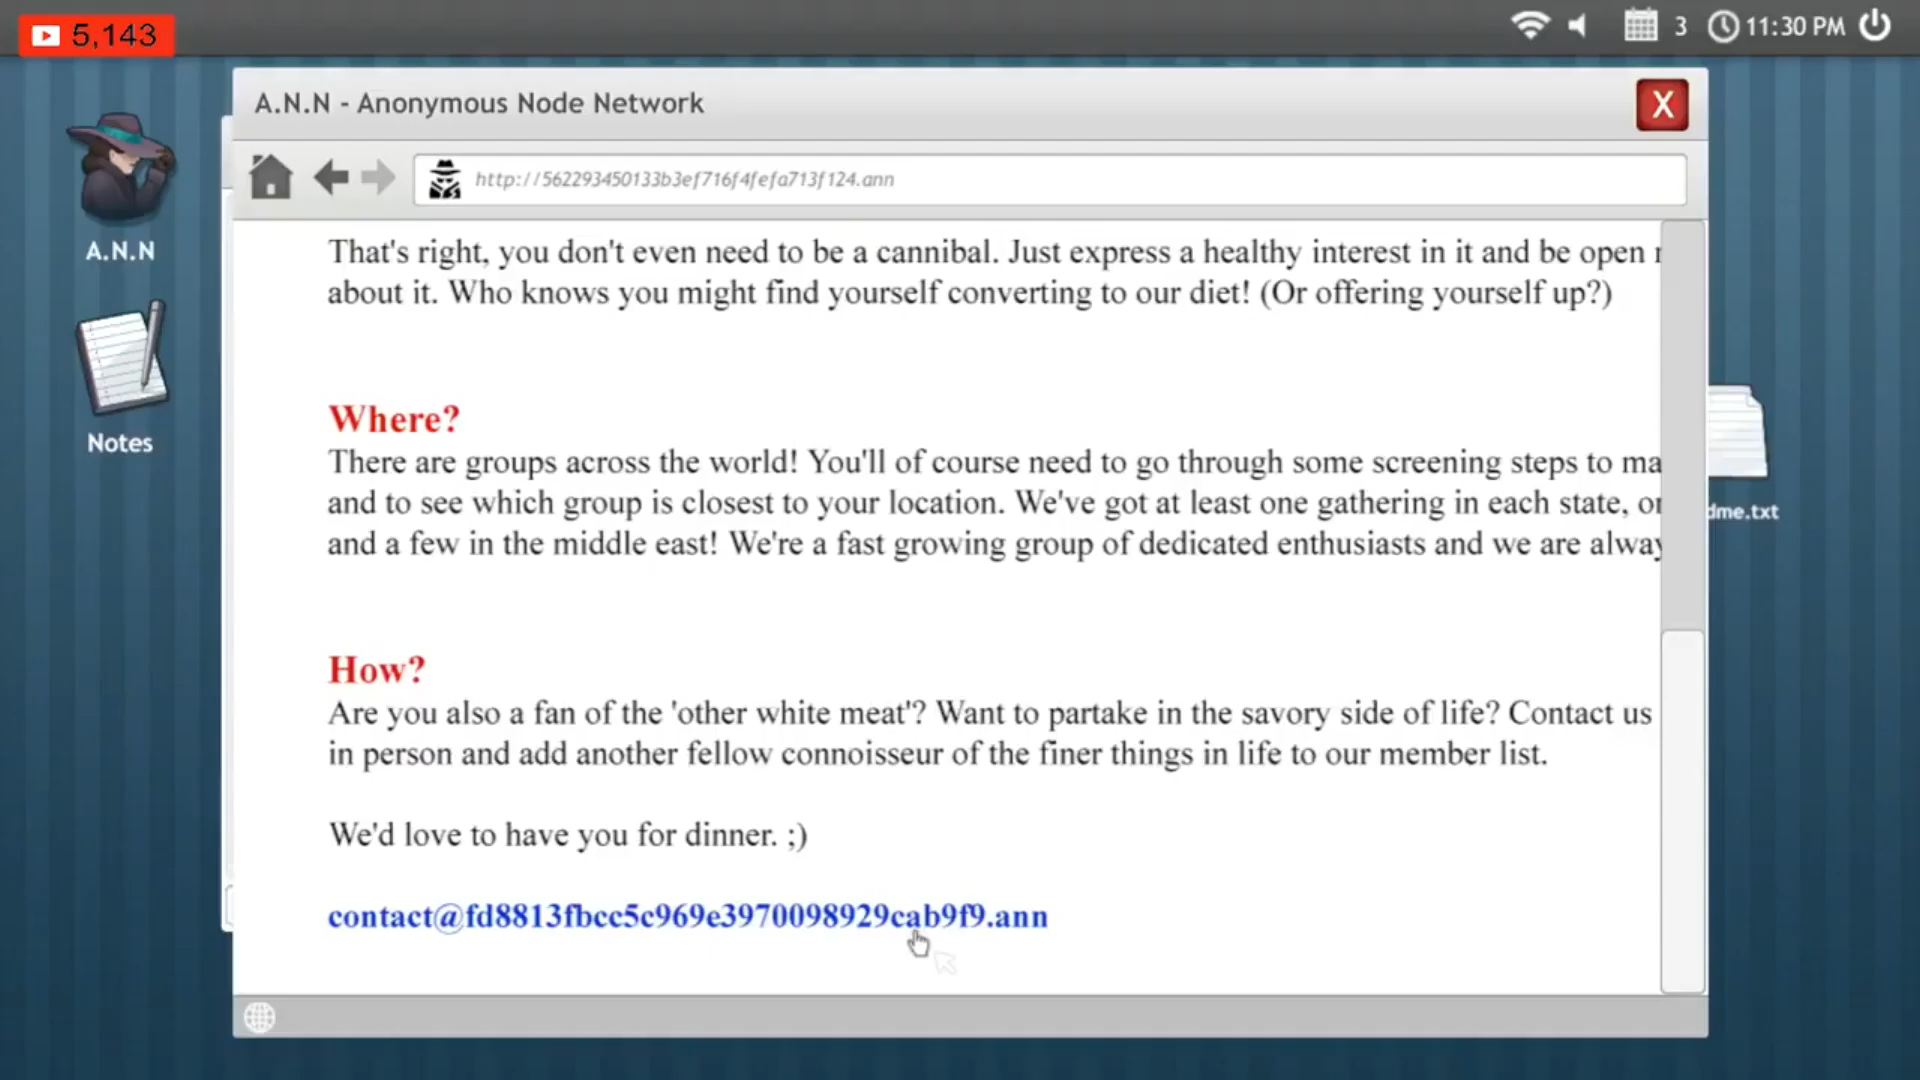 5,143
3
11:30 PM
A.N.N - Anonymous Node Network
X
http://562293450133b3ef716f4fefa713f124.ann
A.N.N
Notes
dme.txt
That's right, you don't even need to be a cannibal. Just express a healthy interest in it and be open
about it. Who knows you might find yourself converting to our diet! (Or offering yourself up?)
Where?
There are groups across the world! You'll of course need to go through some screening steps to ma
and to see which group is closest to your location. We've got at least one gathering in each state, or
and a few in the middle east! We're a fast growing group of dedicated enthusiasts and we are alway
How?
Are you also a fan of the 'other white meat'? Want to partake in the savory side of life? Contact us
in person and add another fellow connoisseur of the finer things in life to our member list.
We'd love to have you for dinner. ;)
contact@fd8813fbcc5c969e3970098929cab9f9.ann